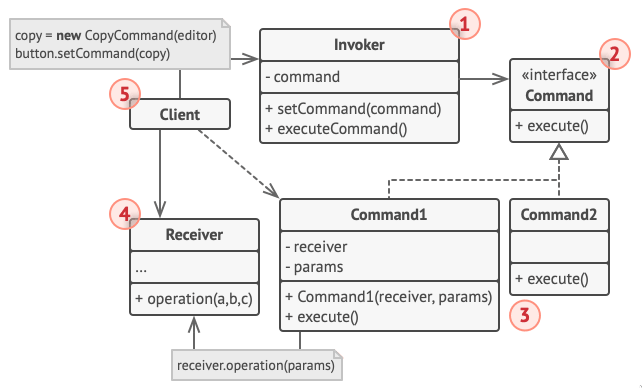 copy = new CopyCommand(editor)
button.setCommand(copy)
1
Invoker
- command
+ setCommand(command)
+ executeCommand()
2
«interface»
Command
+ execute()
5
Client
4
Receiver
...
+ operation(a,b,c)
Command1
- receiver
- params
+ Command1(receiver, params)
+ execute()
Command2
+ execute()
3
receiver.operation(params)